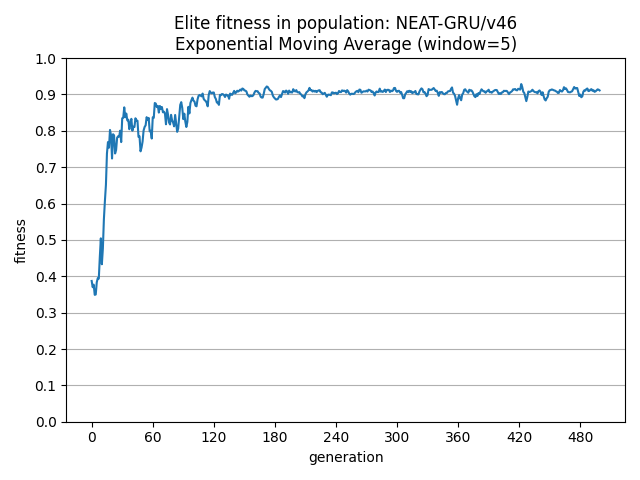 Elite fitness in population: NEAT-GRU/v46
Exponential Moving Average (window=5)
1.0
0.9
0.8
0.7
0.6
0.5
0.4
0.3
0.2
0.1
0.0
fitness
0 60 120 180 240 300 360 420 480
generation